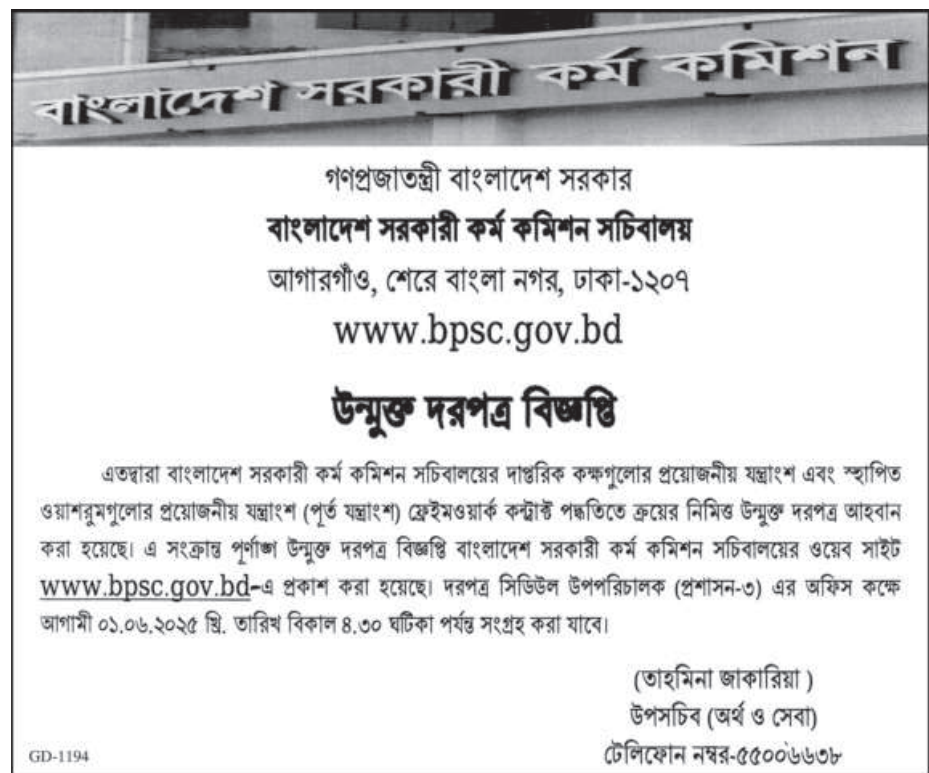 বাংলাদেশ সরকারী কর্ম কমিশন
গণপ্রজাতন্ত্রী বাংলাদেশ সরকার
বাংলাদেশ সরকারী কর্ম কমিশন সচিবালয়
আগারগাঁও, শেরে বাংলা নগর, ঢাকা-১২০৭
www.bpsc.gov.bd
উন্মুক্ত দরপত্র বিজ্ঞপ্তি
এতদ্বারা বাংলাদেশ সরকারী কর্ম কমিশন সচিবালয়ের দাপ্তরিক কক্ষগুলোর প্রয়োজনীয় যন্ত্রাংশ এবং স্থাপিত
ওয়াশরুমগুলোর প্রয়োজনীয় যন্ত্রাংশ (পূর্ত যন্ত্রাংশ) ফ্রেইমওয়ার্ক কন্ট্রাক্ট পদ্ধতিতে ক্রয়ের নিমিত্ত উন্মুক্ত দরপত্র আহবান
করা হয়েছে। এ সংক্রান্ত পূর্ণাঙ্গ উন্মুক্ত দরপত্র বিজ্ঞপ্তি বাংলাদেশ সরকারী কর্ম কমিশন সচিবালয়ের ওয়েব সাইট
www.bpsc.gov.bd-এ প্রকাশ করা হয়েছে। দরপত্র সিডিউল উপপরিচালক (প্রশাসন-৩) এর অফিস কক্ষে
আগামী ০১.০৬.২০২৫ খ্রি. তারিখ বিকাল ৪.৩০ ঘটিকা পর্যন্ত সংগ্রহ করা যাবে।
(তাহমিনা জাকারিয়া )
উপসচিব (অর্থ ও সেবা)
টেলিফোন নম্বর-৫৫০০৬৬৩৮
GD-1194